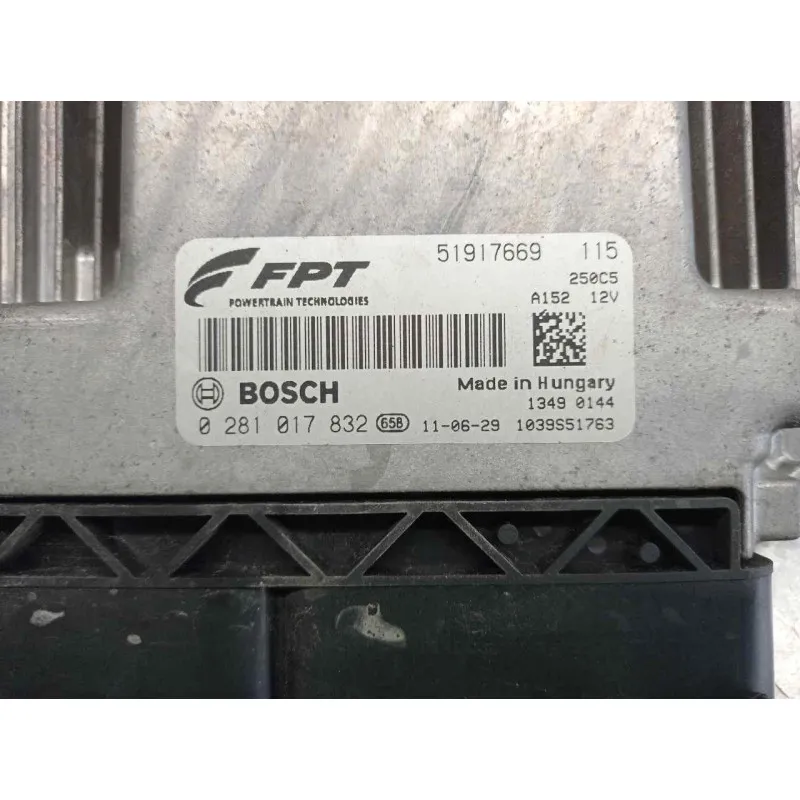 FPT 51917669 115
POWERTRAIN TECHNOLOGIES 250C5
A152 12V
BOSCH Made in Hungary
1349 0144
0 281 017 832 65B 11-06-29 1039S51763